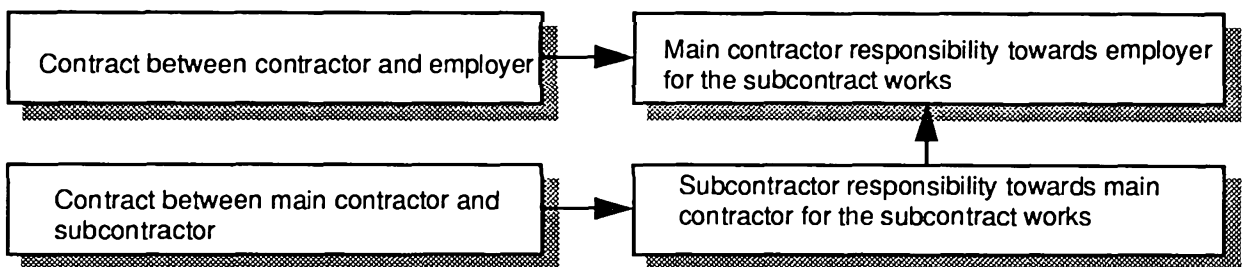 Contract between contractor and employer
Main contractor responsibility towards employer
for the subcontract works
Contract between main contractor and
subcontractor
Subcontractor responsibility towards main
contractor for the subcontract works